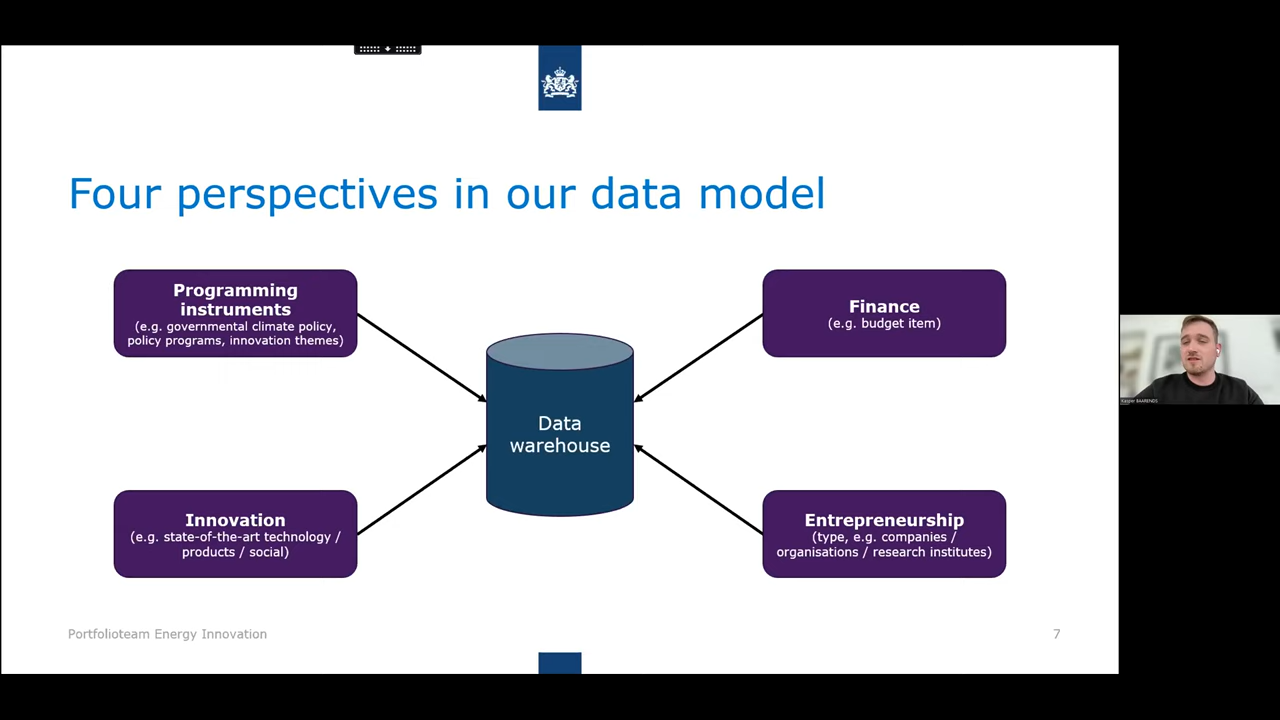 Four perspectives in our data model
Programming
instruments
(e.g. governmental climate policy,
policy programs, innovation themes)
Finance
(e.g. budget item)
Data
warehouse
Innovation
(e.g. state-of-the-art technology /
products / social)
Entrepreneurship
(type, e.g. companies /
organisations / research institutes)
Portfolioteam Energy Innovation
7
BAARENDS